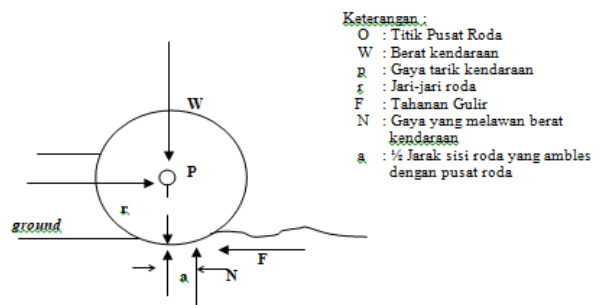 Keterangan :
O : Titik Pusat Roda
W : Berat kendaraan
p : Gaya tarik kendaraan
r : Jari-jari roda
F : Tahanan Gulir
N : Gaya yang melawan berat
kendaraan
a : ½ Jarak sisi roda yang ambles
dengan pusat roda
W
P
r
ground
F
a
N